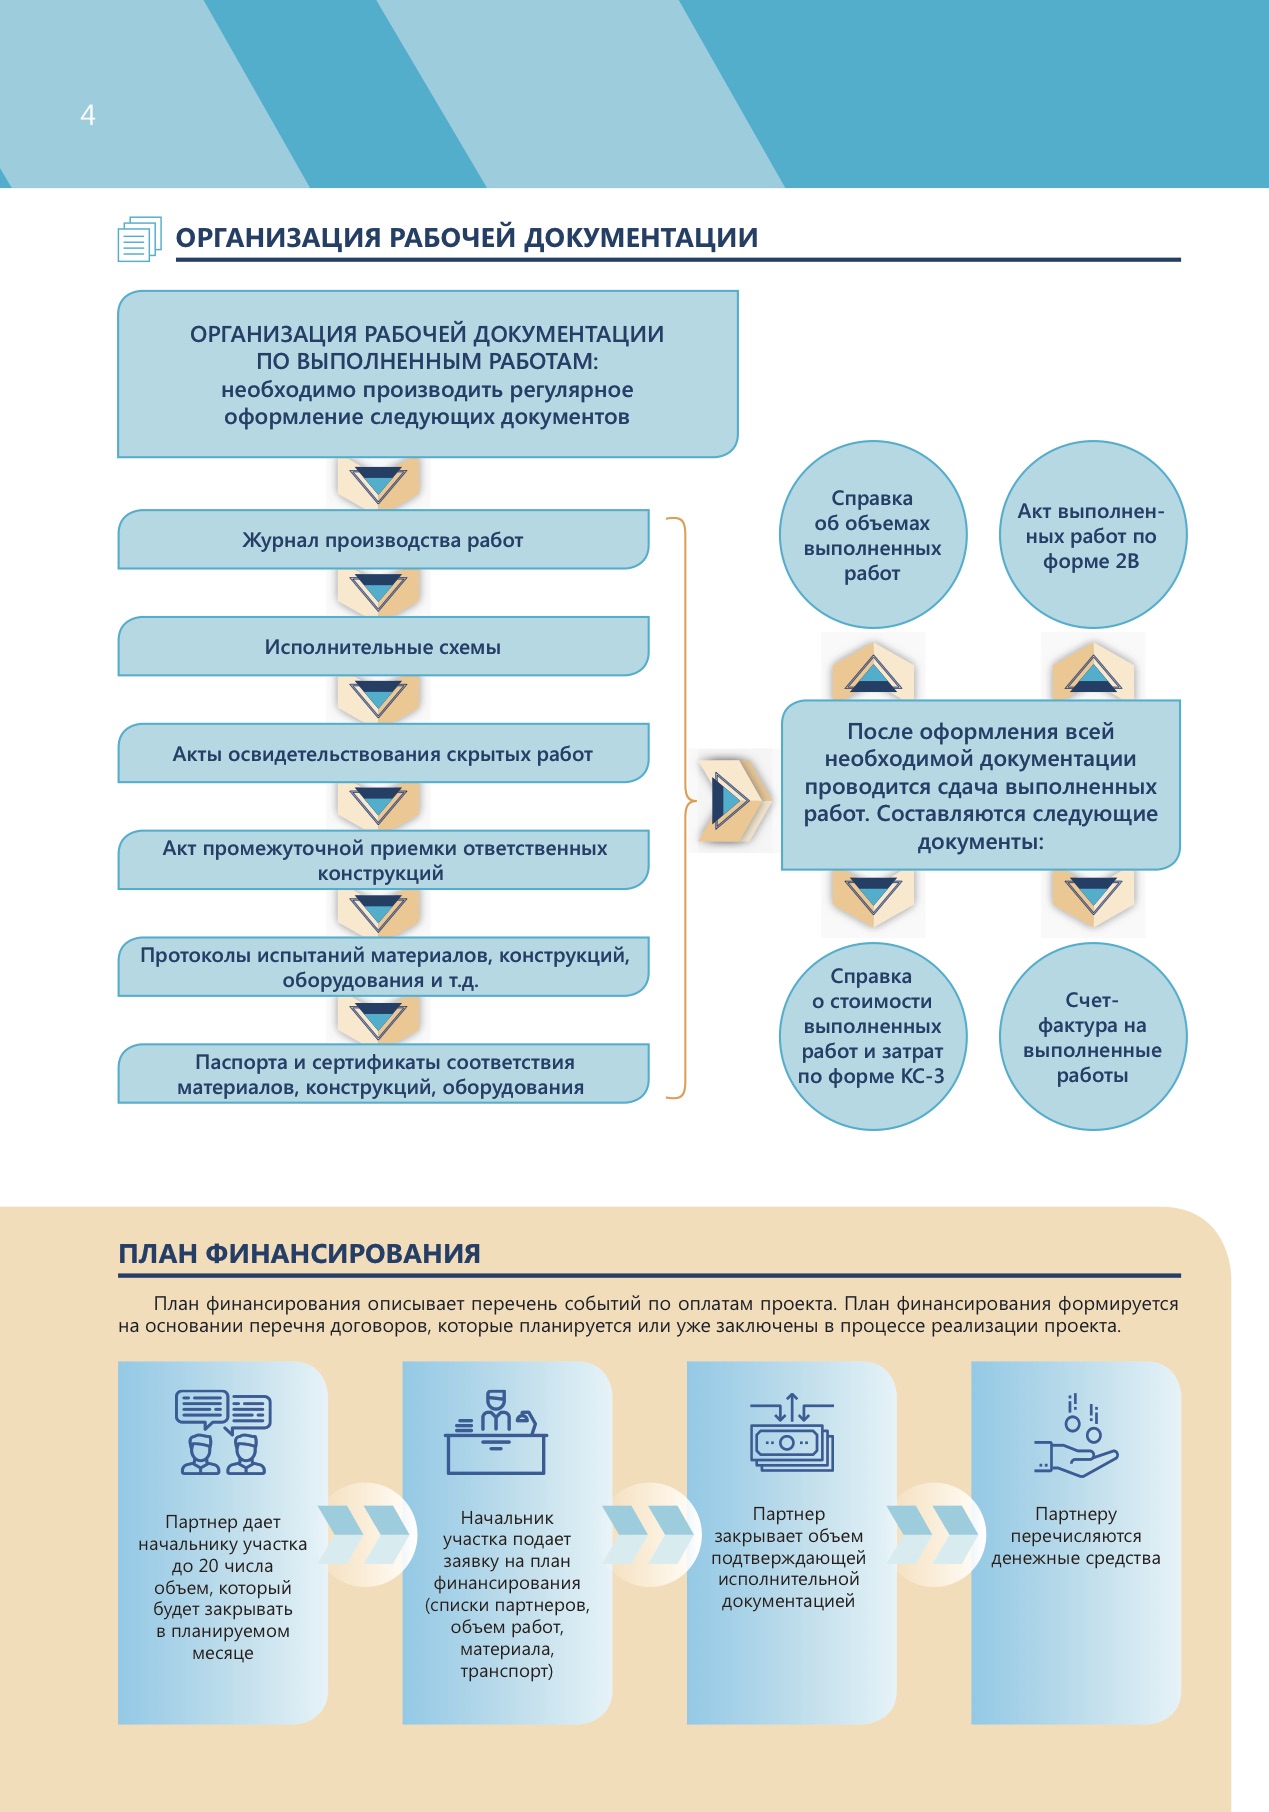 4
ОРГАНИЗАЦИЯ РАБОЧЕЙ ДОКУМЕНТАЦИИ
ОРГАНИЗАЦИЯ РАБОЧЕЙ ДОКУМЕНТАЦИИ
ПО ВЫПОЛНЕННЫМ РАБОТАМ:
необходимо производить регулярное
оформление следующих документов
Журнал производства работ
Исполнительные схемы
Акты освидетельствования скрытых работ
Акт промежуточной приемки ответственных
конструкций
Протоколы испытаний материалов, конструкций,
оборудования и т.д.
Паспорта и сертификаты соответствия
материалов, конструкций, оборудования
Справка
об объемах
выполненных
работ
Акт выполнен-
ных работ по
форме 2В
После оформления всей
необходимой документации
проводится сдача выполненных
работ. Составляются следующие
документы:
Справка
о стоимости
выполненных
работ и затрат
по форме КС-3
Счет-
фактура на
выполненные
работы
ПЛАН ФИНАНСИРОВАНИЯ
План финансирования описывает перечень событий по оплатам проекта. План финансирования формируется
на основании перечня договоров, которые планируется или уже заключены в процессе реализации проекта.
Партнер дает
начальнику участка
до 20 числа
объем, который
будет закрывать
в планируемом
месяце
Начальник
участка подает
заявку на план
финансирования
(списки партнеров,
объем работ,
материала,
транспорт)
Партнер
закрывает объем
подтверждающей
исполнительной
документацией
Партнеру
перечисляются
денежные средства